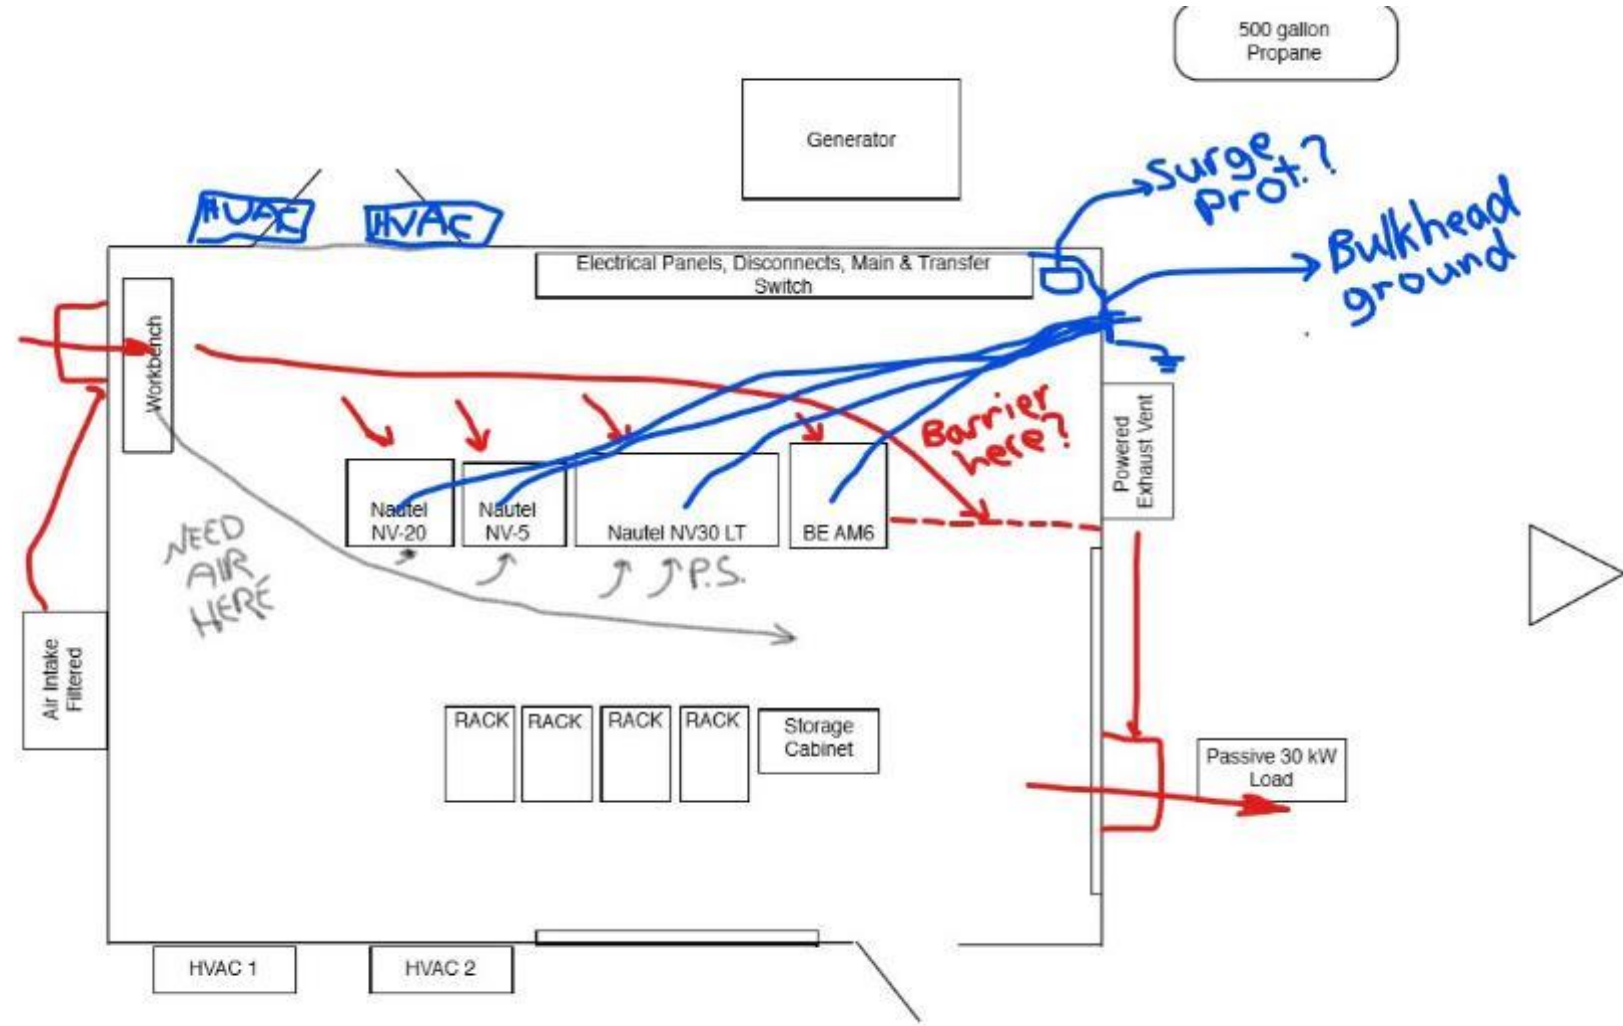 500 gallon
Propane
Generator
Surge
Prot.?
HVAC
HVAC
Bulkhead
ground
Electrical Panels, Disconnects, Main & Transfer
Switch
Workbench
Barrier
here?
Powered
Exhaust Vent
Nautel
NV-20
Nautel
NV-5
Nautel NV30 LT
BE AM6
NEED
AIR
HERE
P.S.
Air Intake
Filtered
RACK
RACK
RACK
RACK
Storage
Cabinet
Passive 30 kW
Load
HVAC 1
HVAC 2